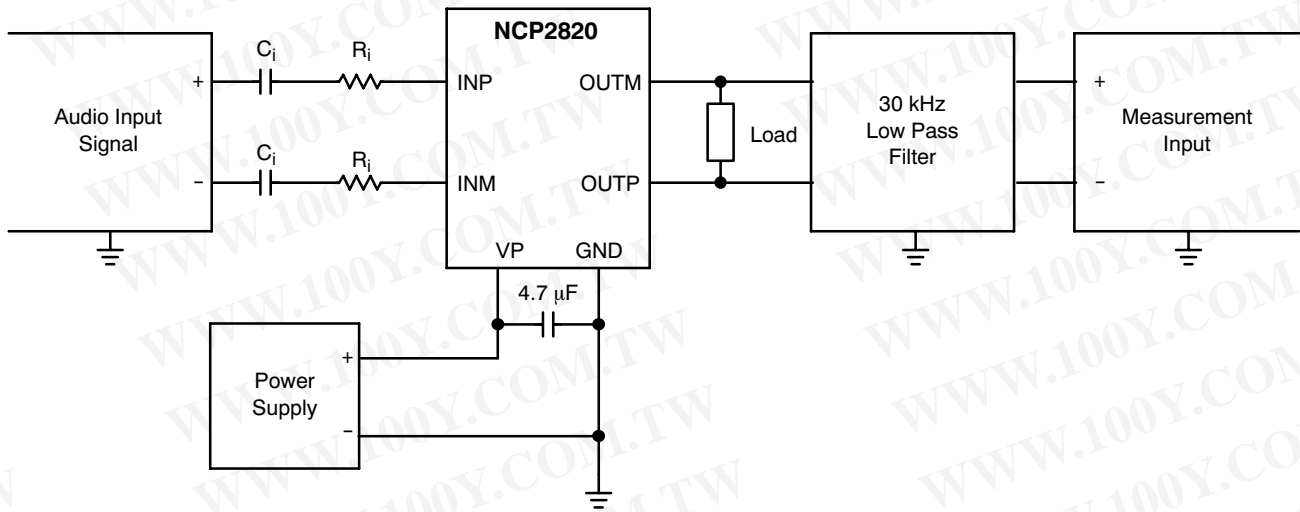 NCP2820
Audio Input
Signal
+
−
Ci
Ri
Ci
Ri
INP
INM
OUTM
OUTP
VP
GND
Load
30 kHz
Low Pass
Filter
+
−
Measurement
Input
4.7 μF
Power
Supply
+
−
WWW.100Y.COM.TW